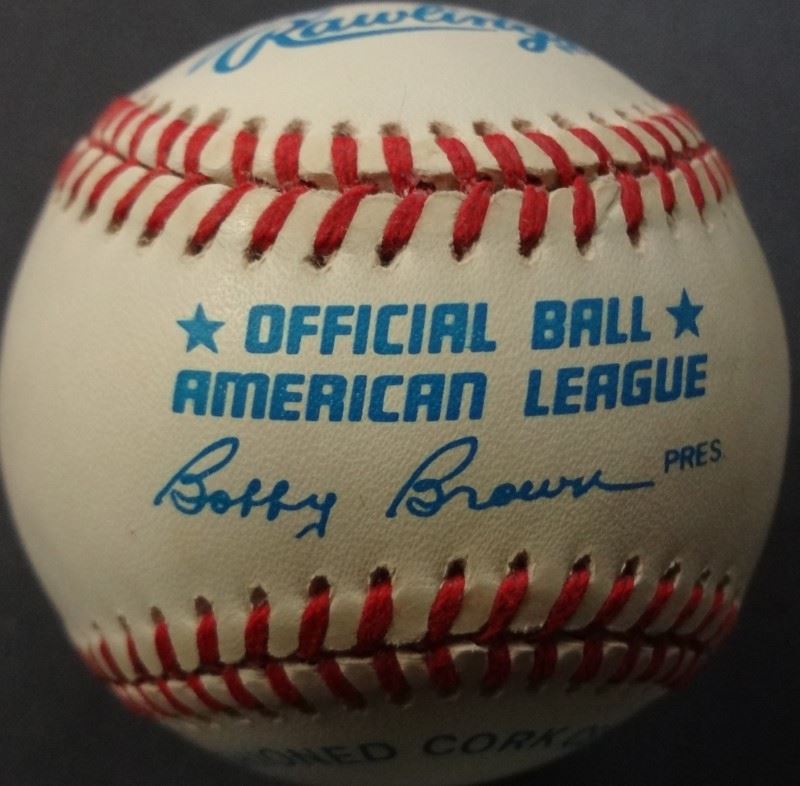 Rawlings
★ OFFICIAL BALL ★
AMERICAN LEAGUE
Bobby Brown PRES.